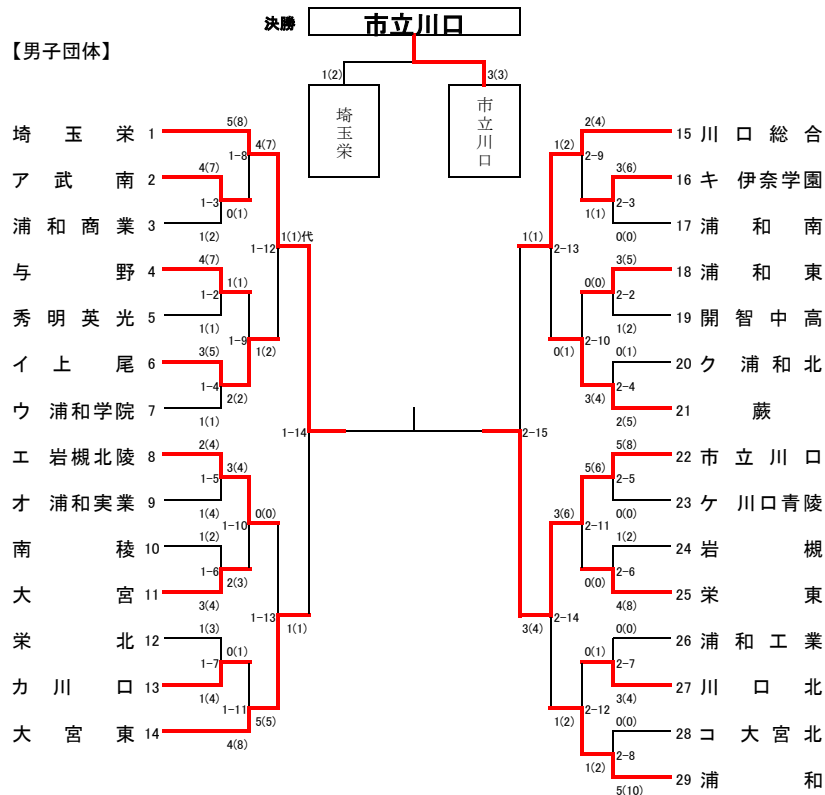 決勝 市立川口
【男子団体】
1(2) 3(3)
埼玉栄
市立川口
埼玉栄 1
ア 武南 2
浦和商業 3
与野 4
秀明英光 5
イ 上尾 6
ウ 浦和学院 7
エ 岩槻北陵 8
オ 浦和実業 9
南稜 10
大宮 11
栄北 12
カ 川口 13
大宮東 14
5(8)
4(7)
1(2)
4(7)
1(1)
3(5)
1(1)
2(4)
1(4)
1(2)
3(4)
1(3)
1(4)
4(8)
1-8
1-3
1-2
1-4
1-5
1-6
1-7
4(7)
0(1)
1(1)
2(2)
3(4)
2(3)
0(1)
5(5)
1-12
1-9
1-10
1-11
1(1)代
1(2)
0(0)
1-13
1(1)
1-14
2-15
1(1)
3(4)
2-13
2-14
1(2)
0(1)
3(6)
1(2)
2-9
2-10
2-11
2-12
1(1)
0(0)
3(4)
5(6)
0(0)
0(1)
1(2)
2-3
2-2
2-4
2-5
2-6
2-7
2-8
2(4)
3(6)
0(0)
3(5)
1(2)
0(1)
2(5)
5(8)
0(0)
1(2)
4(8)
0(0)
3(4)
0(0)
5(10)
15 川口総合
16 キ 伊奈学園
17 浦和南
18 浦和東
19 開智中高
20 ク 浦和北
21 蕨
22 市立川口
23 ケ 川口青陵
24 岩槻
25 栄東
26 浦和工業
27 川口北
28 コ 大宮北
29 浦和